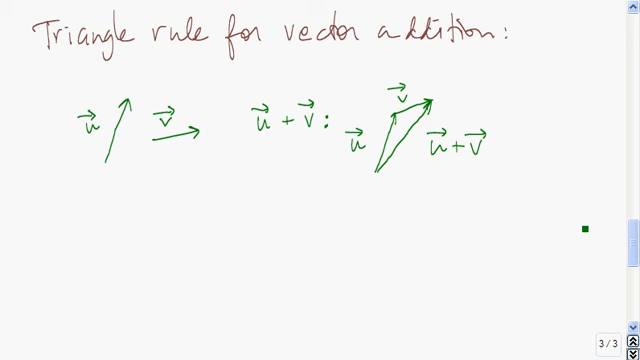 Triangle rule for vector addition:
u⃗ v⃗ u⃗ + v⃗ : u⃗ v⃗ u⃗ + v⃗
3 / 3